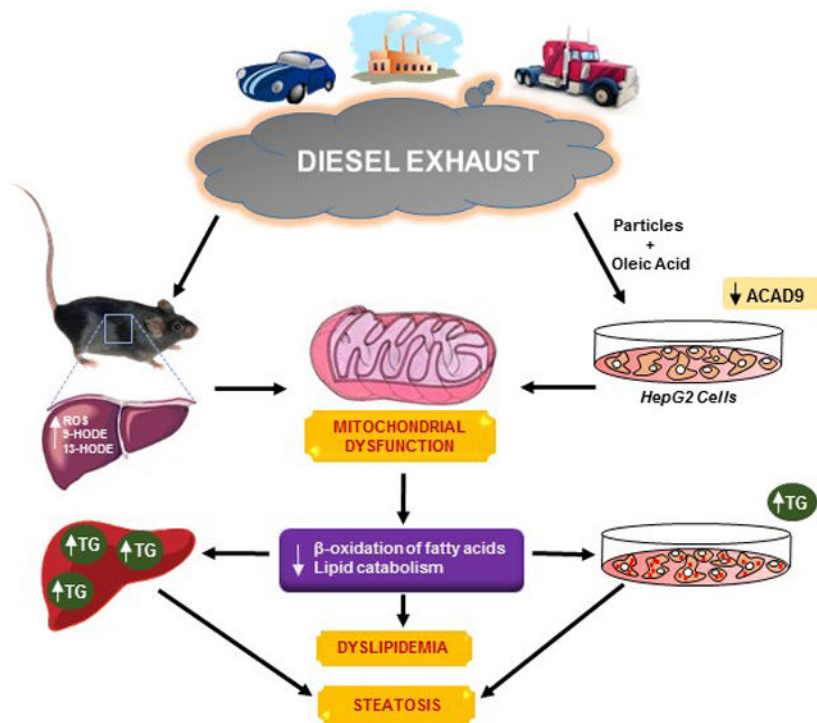 DIESEL EXHAUST
Particles
+
Oleic Acid
↓ ACAD9
HepG2 Cells
↑ ROS
9-HODE
13-HODE
MITOCHONDRIAL
DYSFUNCTION
↑TG
↑TG
↑TG
↑TG
↓ β-oxidation of fatty acids
Lipid catabolism
DYSLIPIDEMIA
STEATOSIS